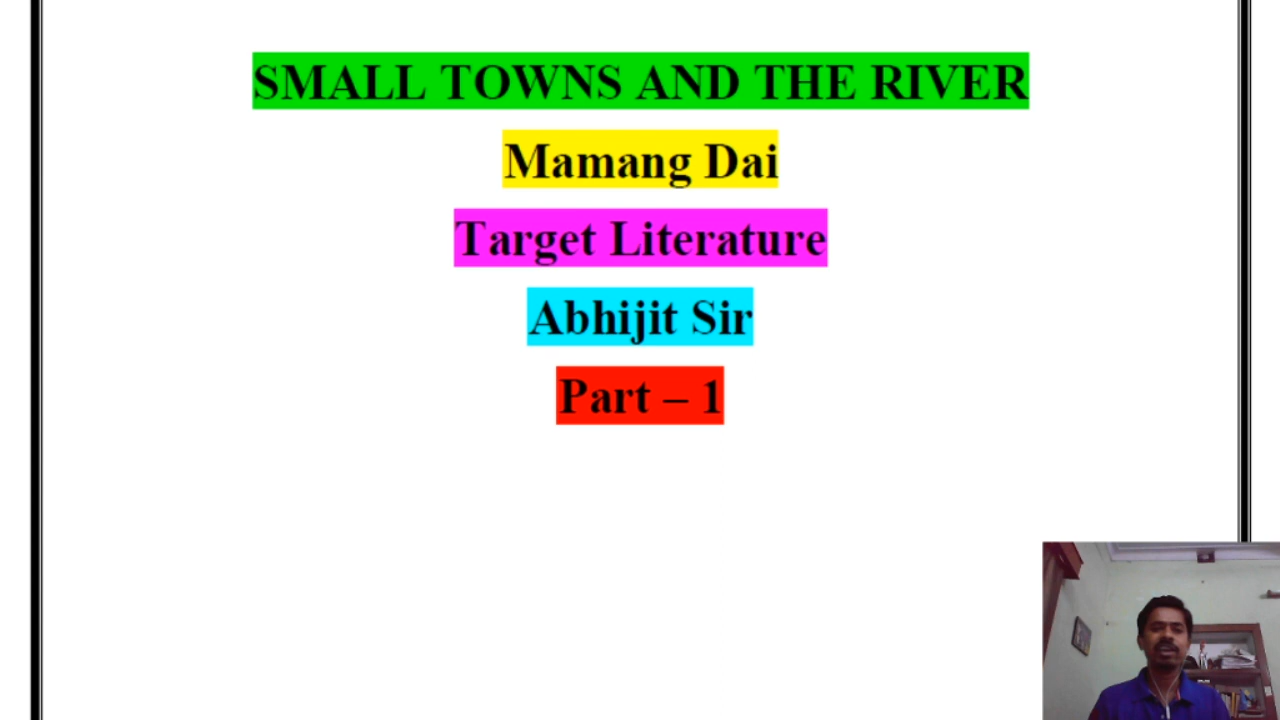 SMALL TOWNS AND THE RIVER
Mamang Dai
Target Literature
Abhijit Sir
Part – 1